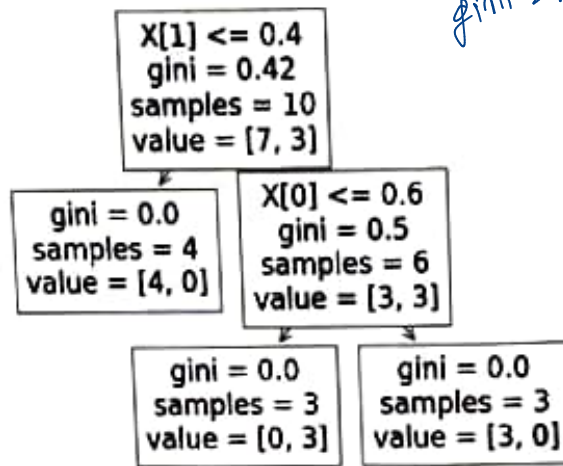 gini
X[1] <= 0.4
gini = 0.42
samples = 10
value = [7, 3]
gini = 0.0
samples = 4
value = [4, 0]
X[0] <= 0.6
gini = 0.5
samples = 6
value = [3, 3]
gini = 0.0
samples = 3
value = [0, 3]
gini = 0.0
samples = 3
value = [3, 0]